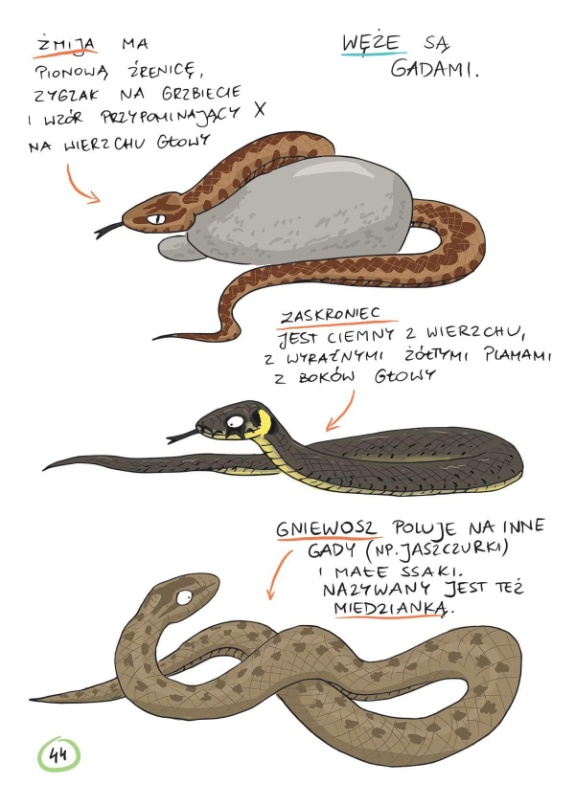 ŻMIJA MA
PIONOWĄ ŹRENICĘ,
ZYGZAK NA GRZBIECIE
I WZÓR PRZYPOMINAJĄCY X
NA WIERZCHU GŁOWY
WĘŻE SĄ
GADAMI.
ZASKRONIEC
JEST CIEMNY Z WIERZCHU,
Z WYRAŹNYMI ŻÓŁTYMI PLAMAMI
Z BOKÓW GŁOWY
GNIEWOSZ POLUJE NA INNE
GADY (NP. JASZCZURKI)
I MAŁE SSAKI.
NAZYWANY JEST TEŻ
MIEDZIANKĄ.
44